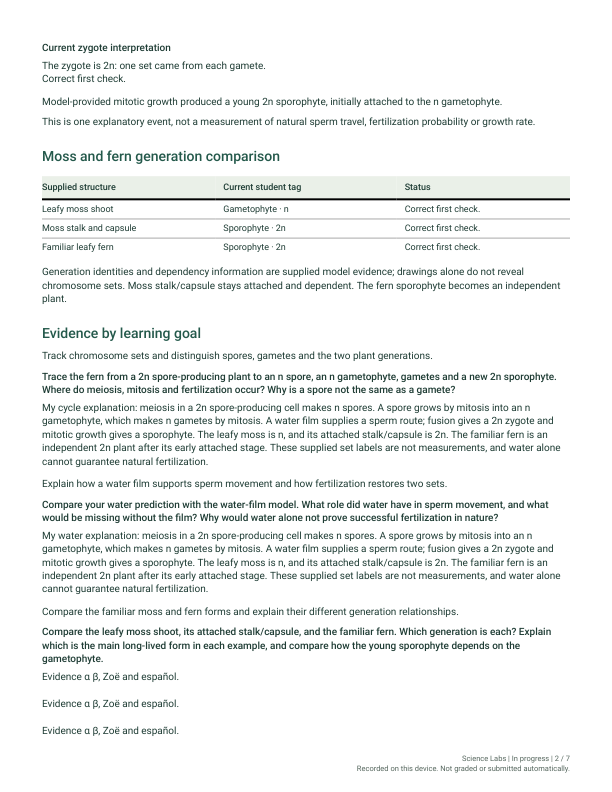 Current zygote interpretation
The zygote is 2n: one set came from each gamete.
Correct first check.
Model-provided mitotic growth produced a young 2n sporophyte, initially attached to the n gametophyte.
This is one explanatory event, not a measurement of natural sperm travel, fertilization probability or growth rate.
Moss and fern generation comparison
Supplied structure Current student tag Status
Leafy moss shoot Gametophyte · n Correct first check.
Moss stalk and capsule Sporophyte · 2n Correct first check.
Familiar leafy fern Sporophyte · 2n Correct first check.
Generation identities and dependency information are supplied model evidence; drawings alone do not reveal
chromosome sets. Moss stalk/capsule stays attached and dependent. The fern sporophyte becomes an independent
plant.
Evidence by learning goal
Track chromosome sets and distinguish spores, gametes and the two plant generations.
Trace the fern from a 2n spore-producing plant to an n spore, an n gametophyte, gametes and a new 2n sporophyte.
Where do meiosis, mitosis and fertilization occur? Why is a spore not the same as a gamete?
My cycle explanation: meiosis in a 2n spore-producing cell makes n spores. A spore grows by mitosis into an n
gametophyte, which makes n gametes by mitosis. A water film supplies a sperm route; fusion gives a 2n zygote and
mitotic growth gives a sporophyte. The leafy moss is n, and its attached stalk/capsule is 2n. The familiar fern is an
independent 2n plant after its early attached stage. These supplied set labels are not measurements, and water alone
cannot guarantee natural fertilization.
Explain how a water film supports sperm movement and how fertilization restores two sets.
Compare your water prediction with the water-film model. What role did water have in sperm movement, and what
would be missing without the film? Why would water alone not prove successful fertilization in nature?
My water explanation: meiosis in a 2n spore-producing cell makes n spores. A spore grows by mitosis into an n
gametophyte, which makes n gametes by mitosis. A water film supplies a sperm route; fusion gives a 2n zygote and
mitotic growth gives a sporophyte. The leafy moss is n, and its attached stalk/capsule is 2n. The familiar fern is an
independent 2n plant after its early attached stage. These supplied set labels are not measurements, and water alone
cannot guarantee natural fertilization.
Compare the familiar moss and fern forms and explain their different generation relationships.
Compare the leafy moss shoot, its attached stalk/capsule, and the familiar fern. Which generation is each? Explain
which is the main long-lived form in each example, and compare how the young sporophyte depends on the
gametophyte.
Evidence α β, Zoë and español.
Evidence α β, Zoë and español.
Evidence α β, Zoë and español.
Science Labs | In progress | 2 / 7
Recorded on this device. Not graded or submitted automatically.